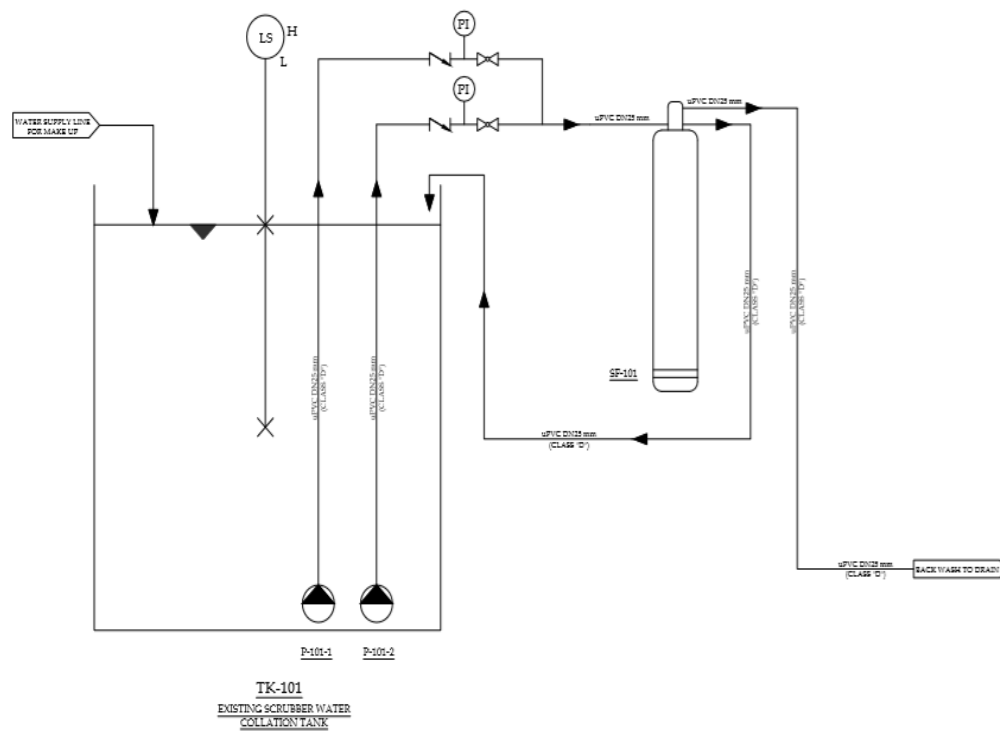 PI
LS
H
L
PI
WATER SUPPLY LINE
FOR MAKE UP
uPVC DN25 mm
uPVC DN25 mm
uPVC DN25 mm
(CLASS "D")
uPVC DN25 mm
(CLASS "D")
uPVC DN25 mm
(CLASS "D")
uPVC DN25 mm
(CLASS "D")
SF-101
uPVC DN25 mm
(CLASS "D")
uPVC DN25 mm
(CLASS "D")
BACK WASH TO DRAIN
P-101-1
P-101-2
TK-101
EXISTING SCRUBBER WATER
COLLATION TANK